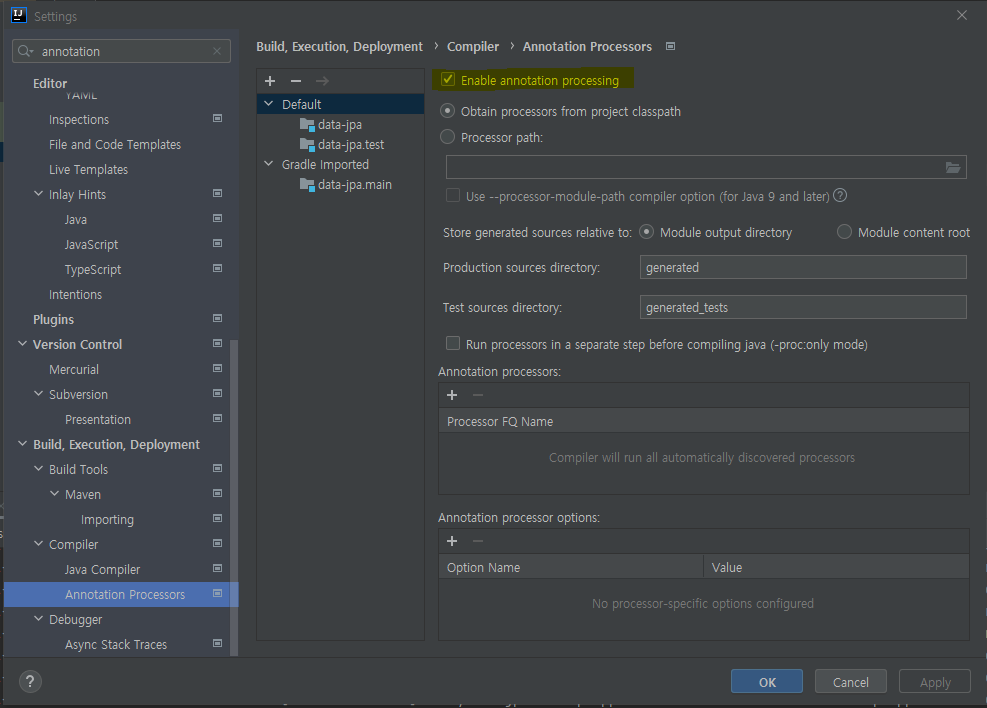 IJ Settings
annotation
Editor
YAML
Inspections
File and Code Templates
Live Templates
Inlay Hints
Java
JavaScript
TypeScript
Intentions
Plugins
Version Control
Mercurial
Subversion
Presentation
Build, Execution, Deployment
Build Tools
Maven
Importing
Compiler
Java Compiler
Annotation Processors
Debugger
Async Stack Traces
Build, Execution, Deployment › Compiler › Annotation Processors
Default
data-jpa
data-jpa.test
Gradle Imported
data-jpa.main
Enable annotation processing
Obtain processors from project classpath
Processor path:
Use --processor-module-path compiler option (for Java 9 and later) ?
Store generated sources relative to: Module output directory Module content root
Production sources directory: generated
Test sources directory: generated_tests
Run processors in a separate step before compiling java (-proc:only mode)
Annotation processors:
Processor FQ Name
Compiler will run all automatically discovered processors
Annotation processor options:
Option Name Value
No processor-specific options configured
? OK Cancel Apply